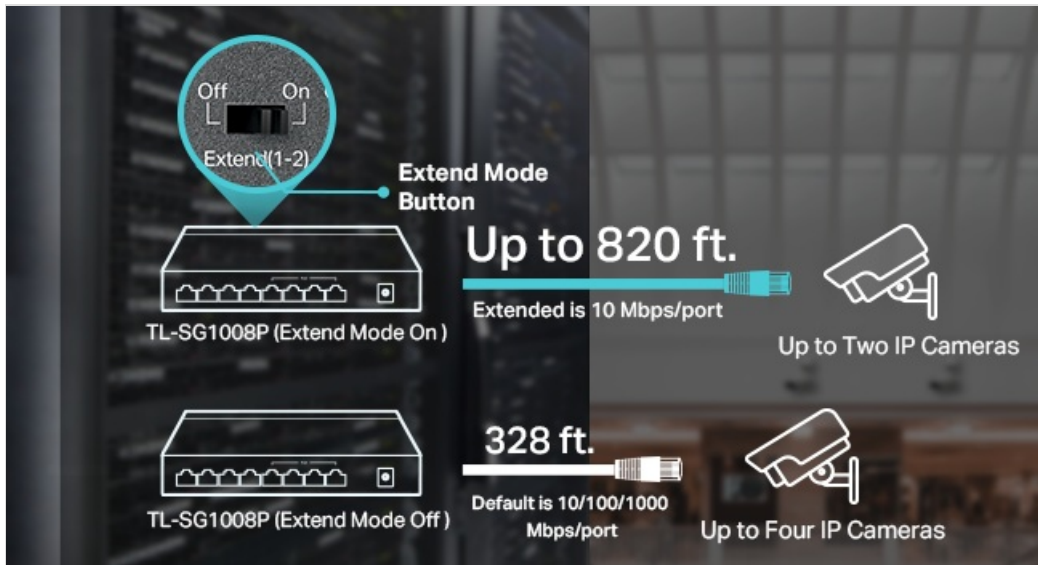 Off On
Extend(1-2)
Extend Mode
Button
Up to 820 ft.
Extended is 10 Mbps/port
TL-SG1008P (Extend Mode On )
Up to Two IP Cameras
328 ft.
Default is 10/100/1000
Mbps/port
TL-SG1008P (Extend Mode Off )
Up to Four IP Cameras